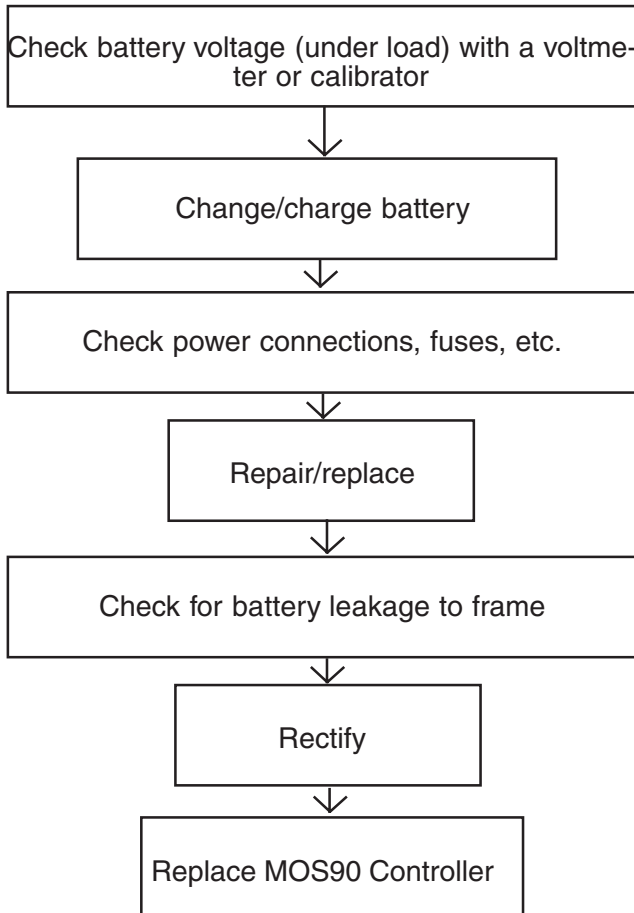 Check battery voltage (under load) with a voltme-
ter or calibrator
Change/charge battery
Check power connections, fuses, etc.
Repair/replace
Check for battery leakage to frame
Rectify
Replace MOS90 Controller